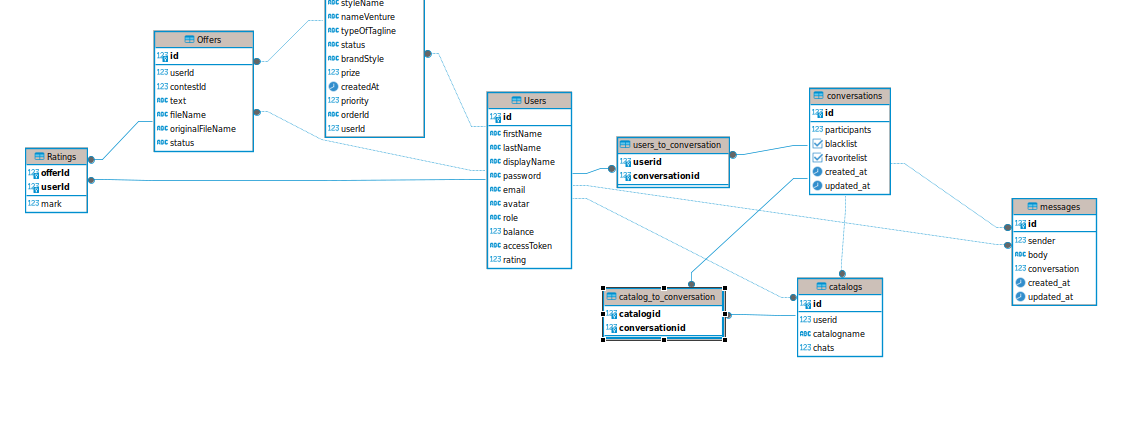 styleName
nameVenture
typeOfTagline
status
brandStyle
prize
createdAt
priority
orderId
userId
Offers
id
userId
contestId
text
fileName
originalFileName
status
Ratings
offerId
userId
mark
Users
id
firstName
lastName
displayName
password
email
avatar
role
balance
accessToken
rating
users_to_conversation
userid
conversationid
conversations
id
participants
blacklist
favoritelist
created_at
updated_at
messages
id
sender
body
conversation
created_at
updated_at
catalog_to_conversation
catalogid
conversationid
catalogs
id
userid
catalogname
chats